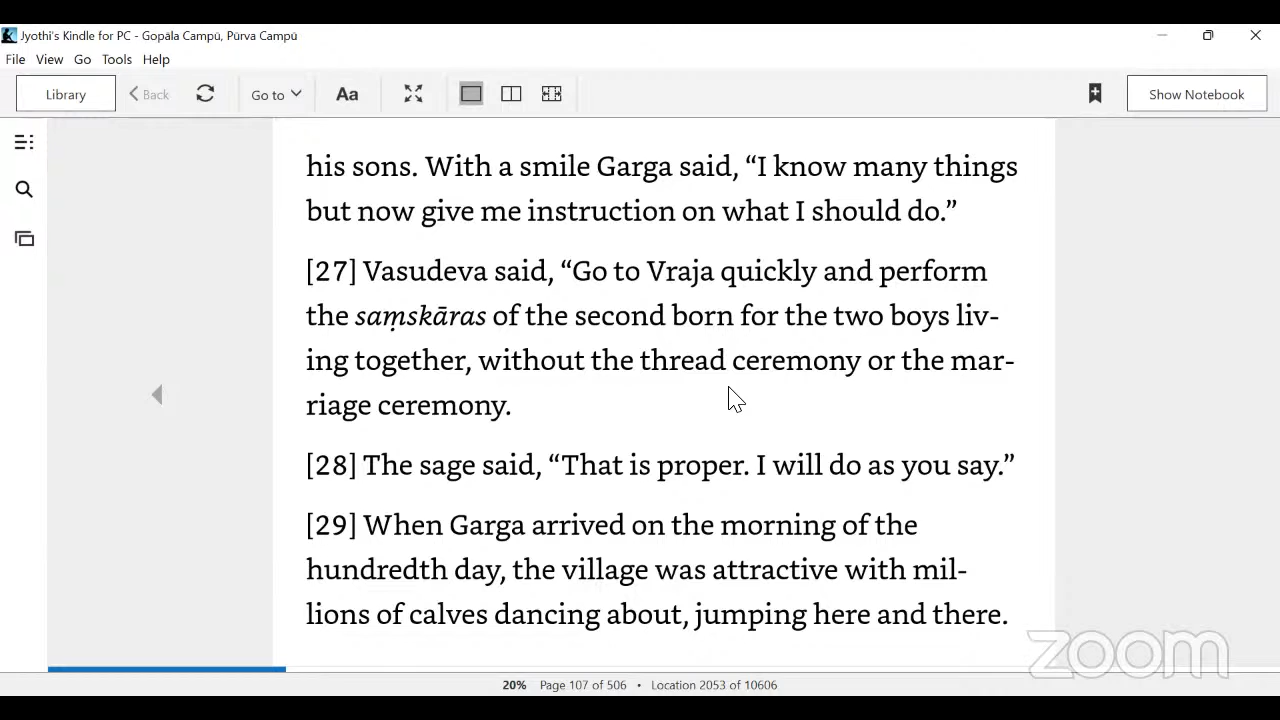 Jyothi's Kindle for PC - Gopāla Campū, Pūrva Campū
File View Go Tools Help
Library Back Go to Aa Show Notebook
his sons. With a smile Garga said, “I know many things
but now give me instruction on what I should do.”
[27] Vasudeva said, “Go to Vraja quickly and perform
the saṃskāras of the second born for the two boys liv-
ing together, without the thread ceremony or the mar-
riage ceremony.
[28] The sage said, “That is proper. I will do as you say.”
[29] When Garga arrived on the morning of the
hundredth day, the village was attractive with mil-
lions of calves dancing about, jumping here and there.
zoom
20% Page 107 of 506 • Location 2053 of 10606